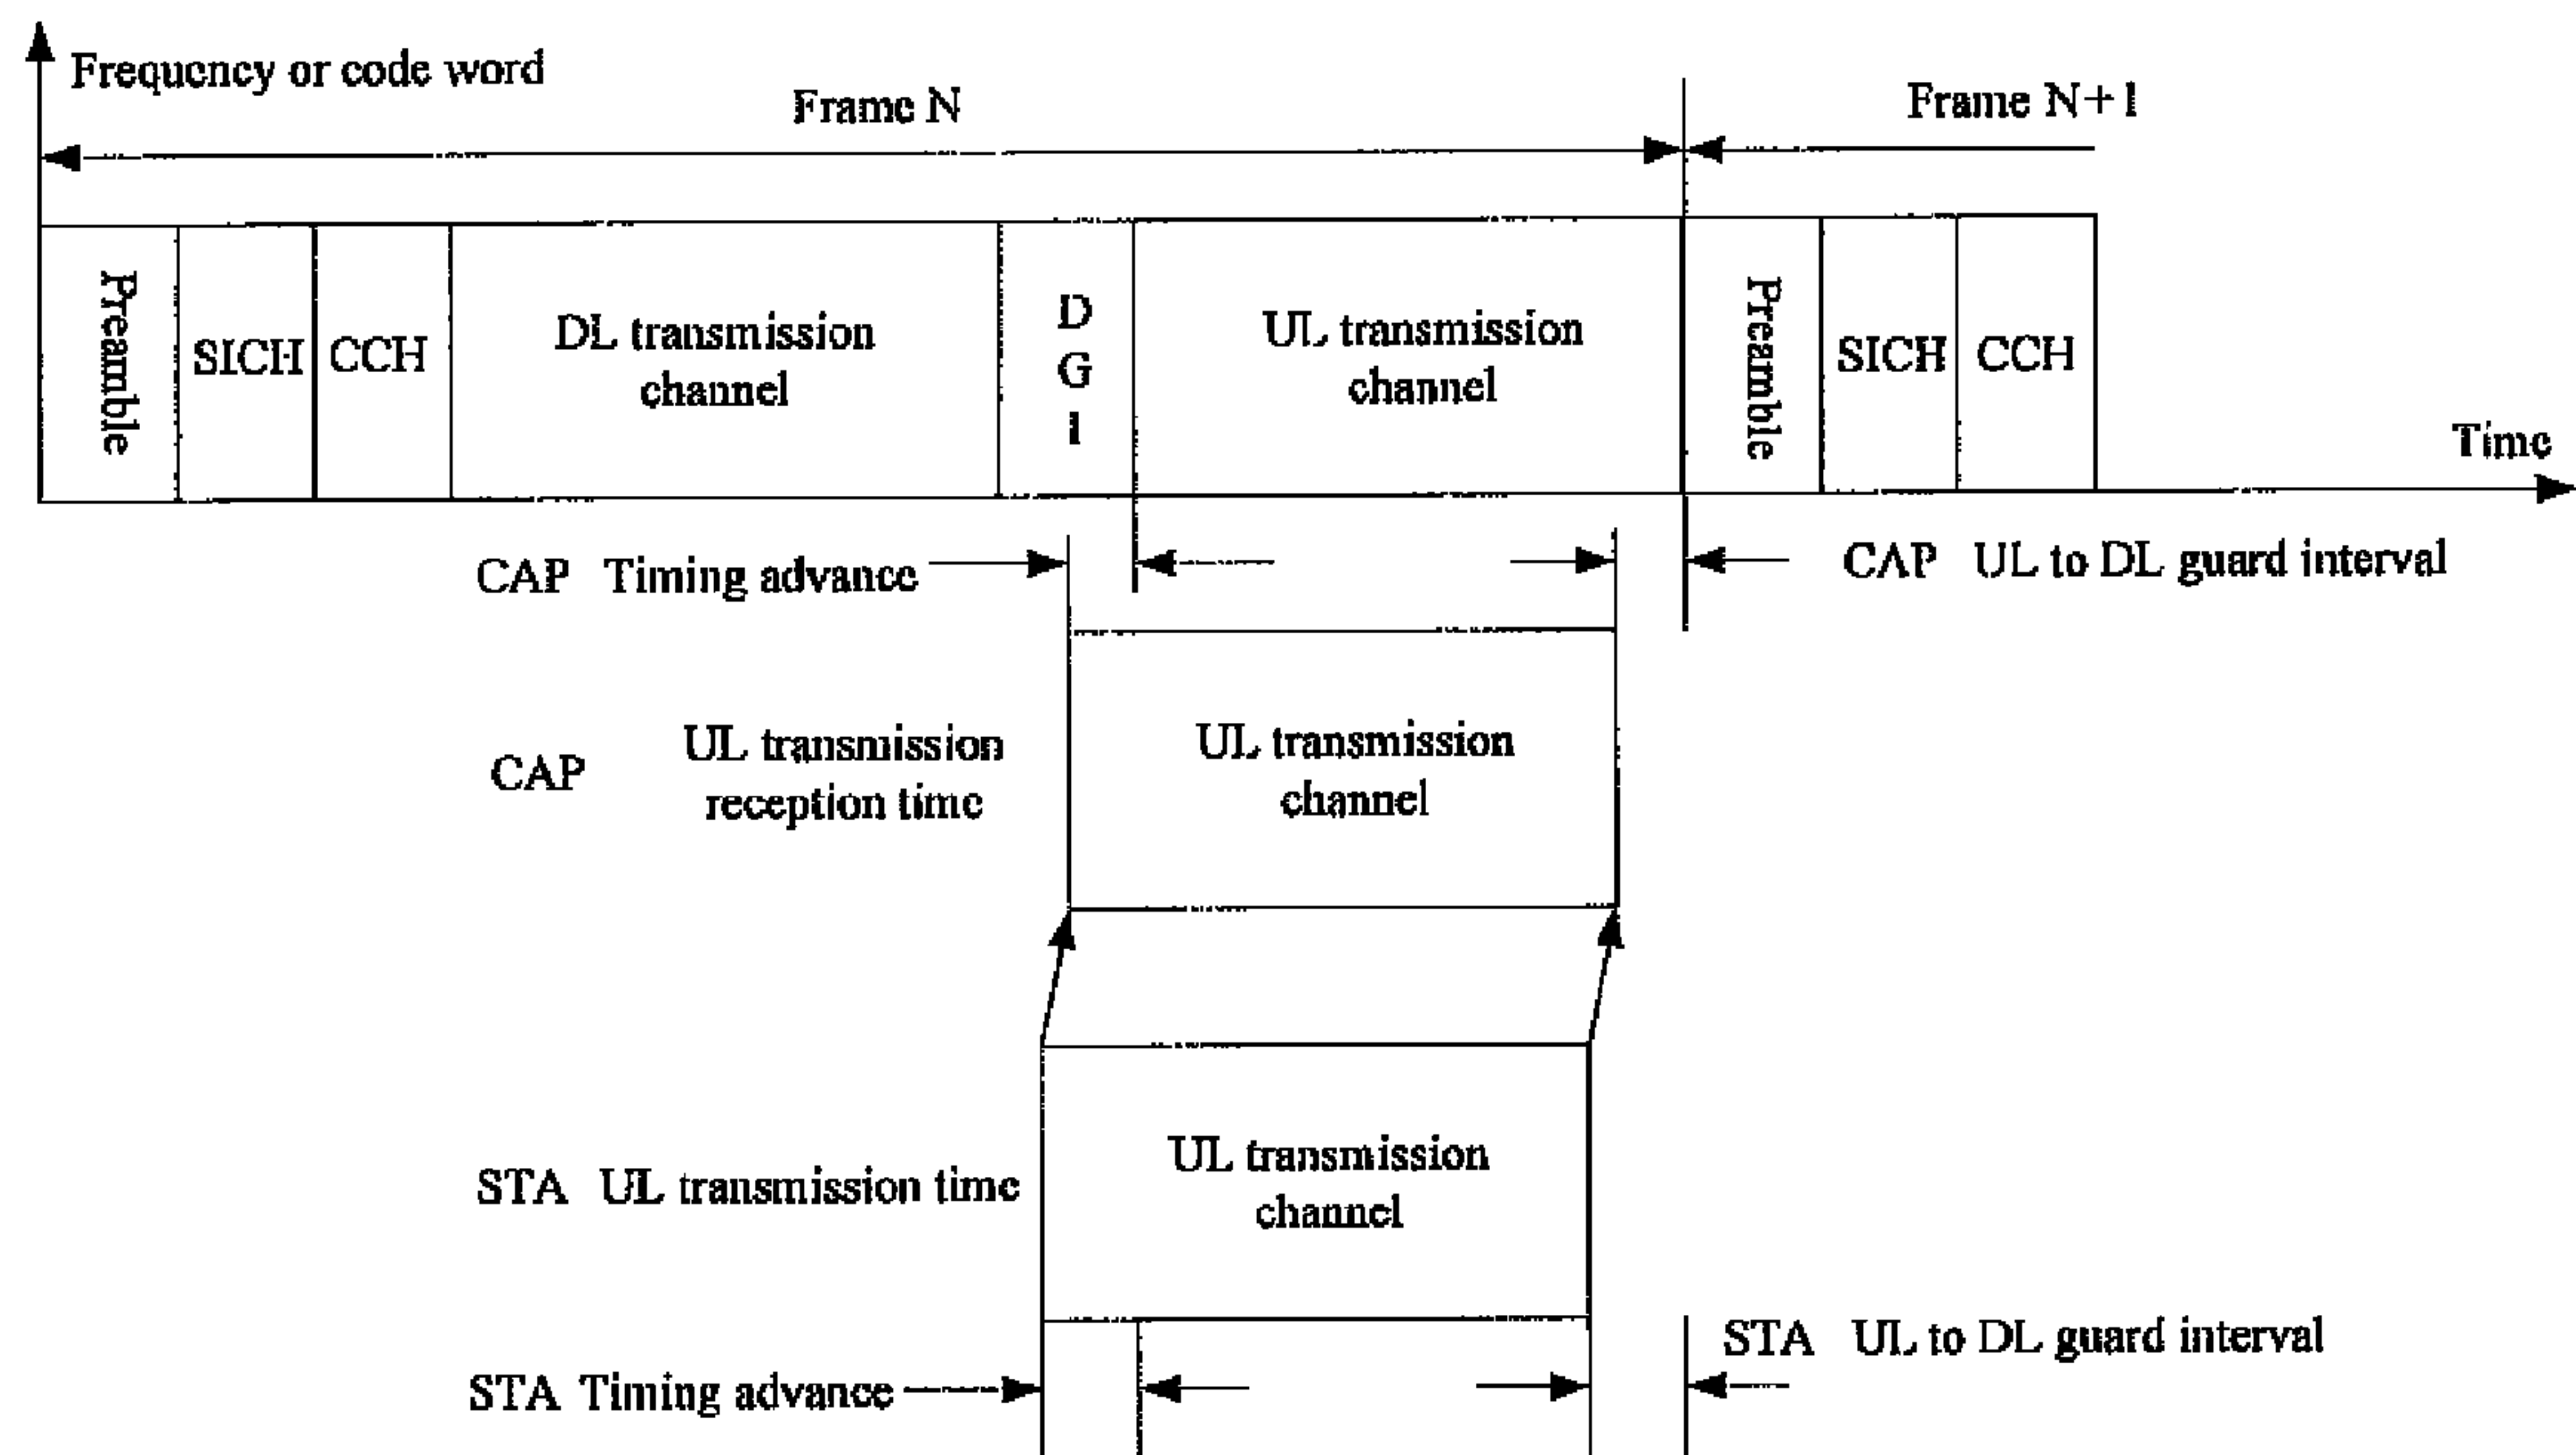 Frequency or code word
Frame N
Frame N+1
Preamble
SICH
CCH
DL transmission
channel
D
G
I
UL transmission
channel
Preamble
SICH
CCH
Time
CAP Timing advance
CAP UL to DL guard interval
CAP
UL transmission
reception time
UL transmission
channel
STA UL transmission time
UL transmission
channel
STA UL to DL guard interval
STA Timing advance